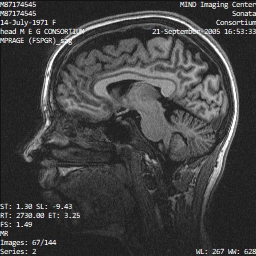 M87174545
M87174545
14-July-1971 F
head M E G CONSORTIUM
MPRAGE (FSPGR)_sag
MIND Imaging Center
Sonata
Consortium
21-September-2005 16:53:33
ST: 1.30 SL: -9.43
RT: 2730.00 ET: 3.25
FS: 1.49
MR
Images: 67/144
Series: 2
WL: 267 WW: 628